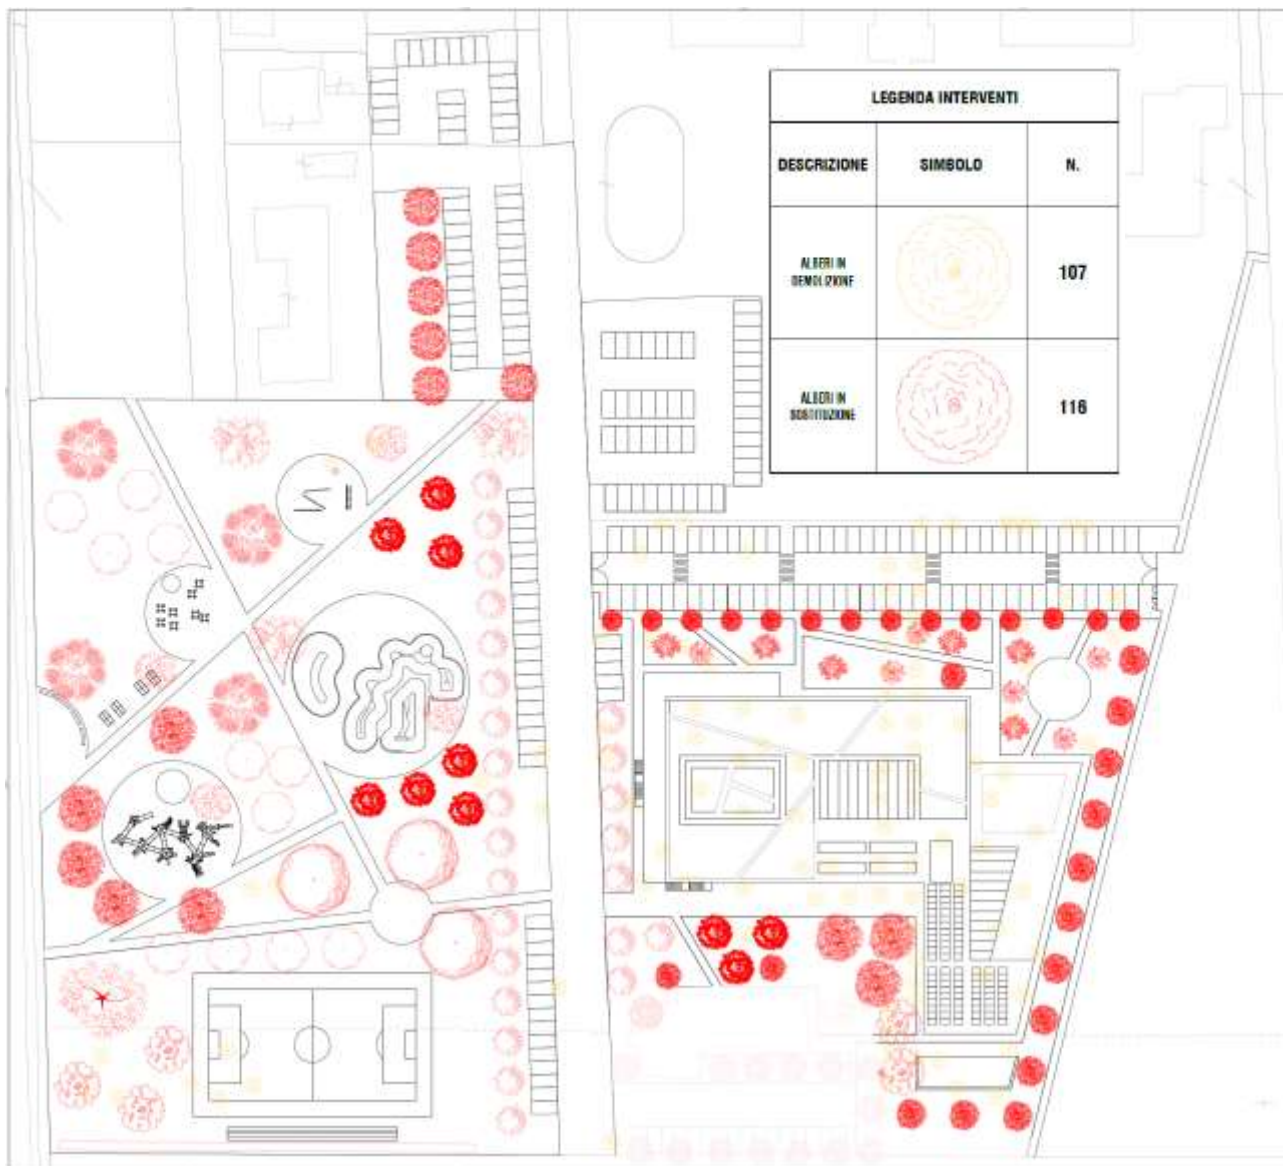 LEGENDA INTERVENTI
DESCRIZIONE SIMBOLO N.
ALBERI IN
DEMOLIZIONE
107
ALBERI IN
SOSTITUZIONE
116